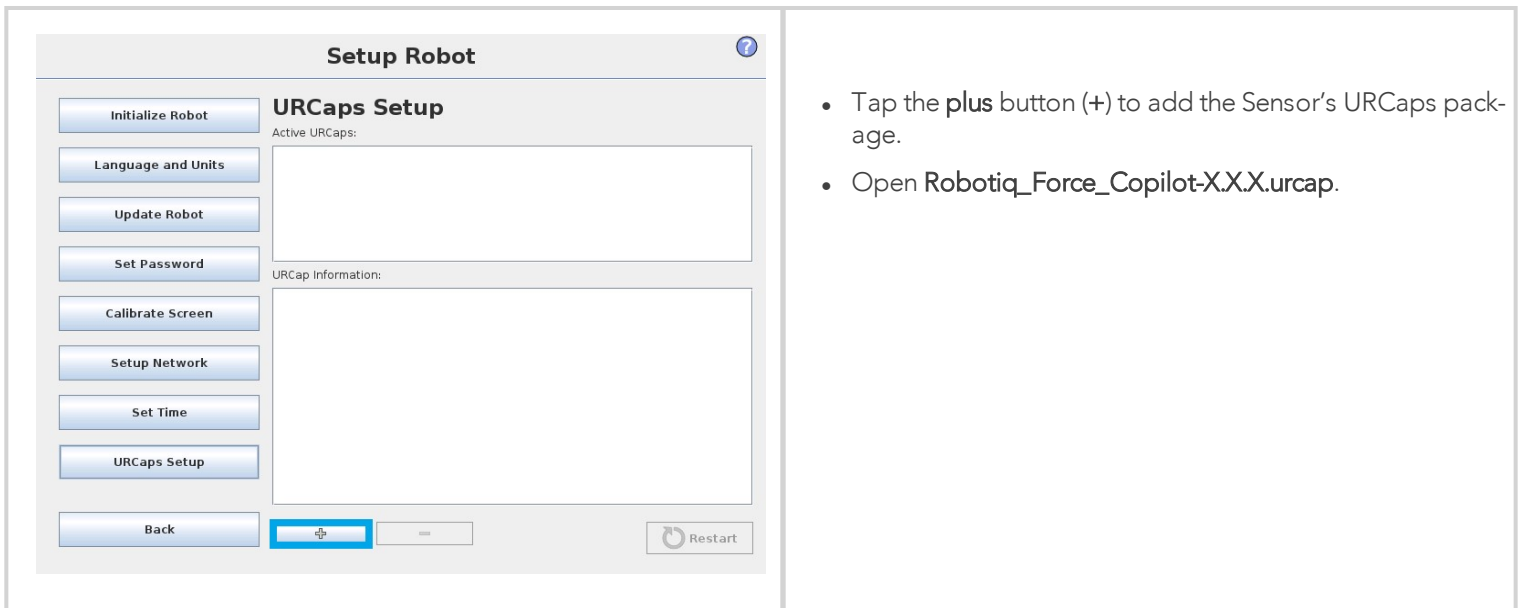 Setup Robot
?
Initialize Robot
Language and Units
Update Robot
Set Password
Calibrate Screen
Setup Network
Set Time
URCaps Setup
Back
URCaps Setup
Active URCaps:
URCap Information:
+
−
Restart
• Tap the plus button (+) to add the Sensor’s URCaps pack-
age.
• Open Robotiq_Force_Copilot-X.X.X.urcap.